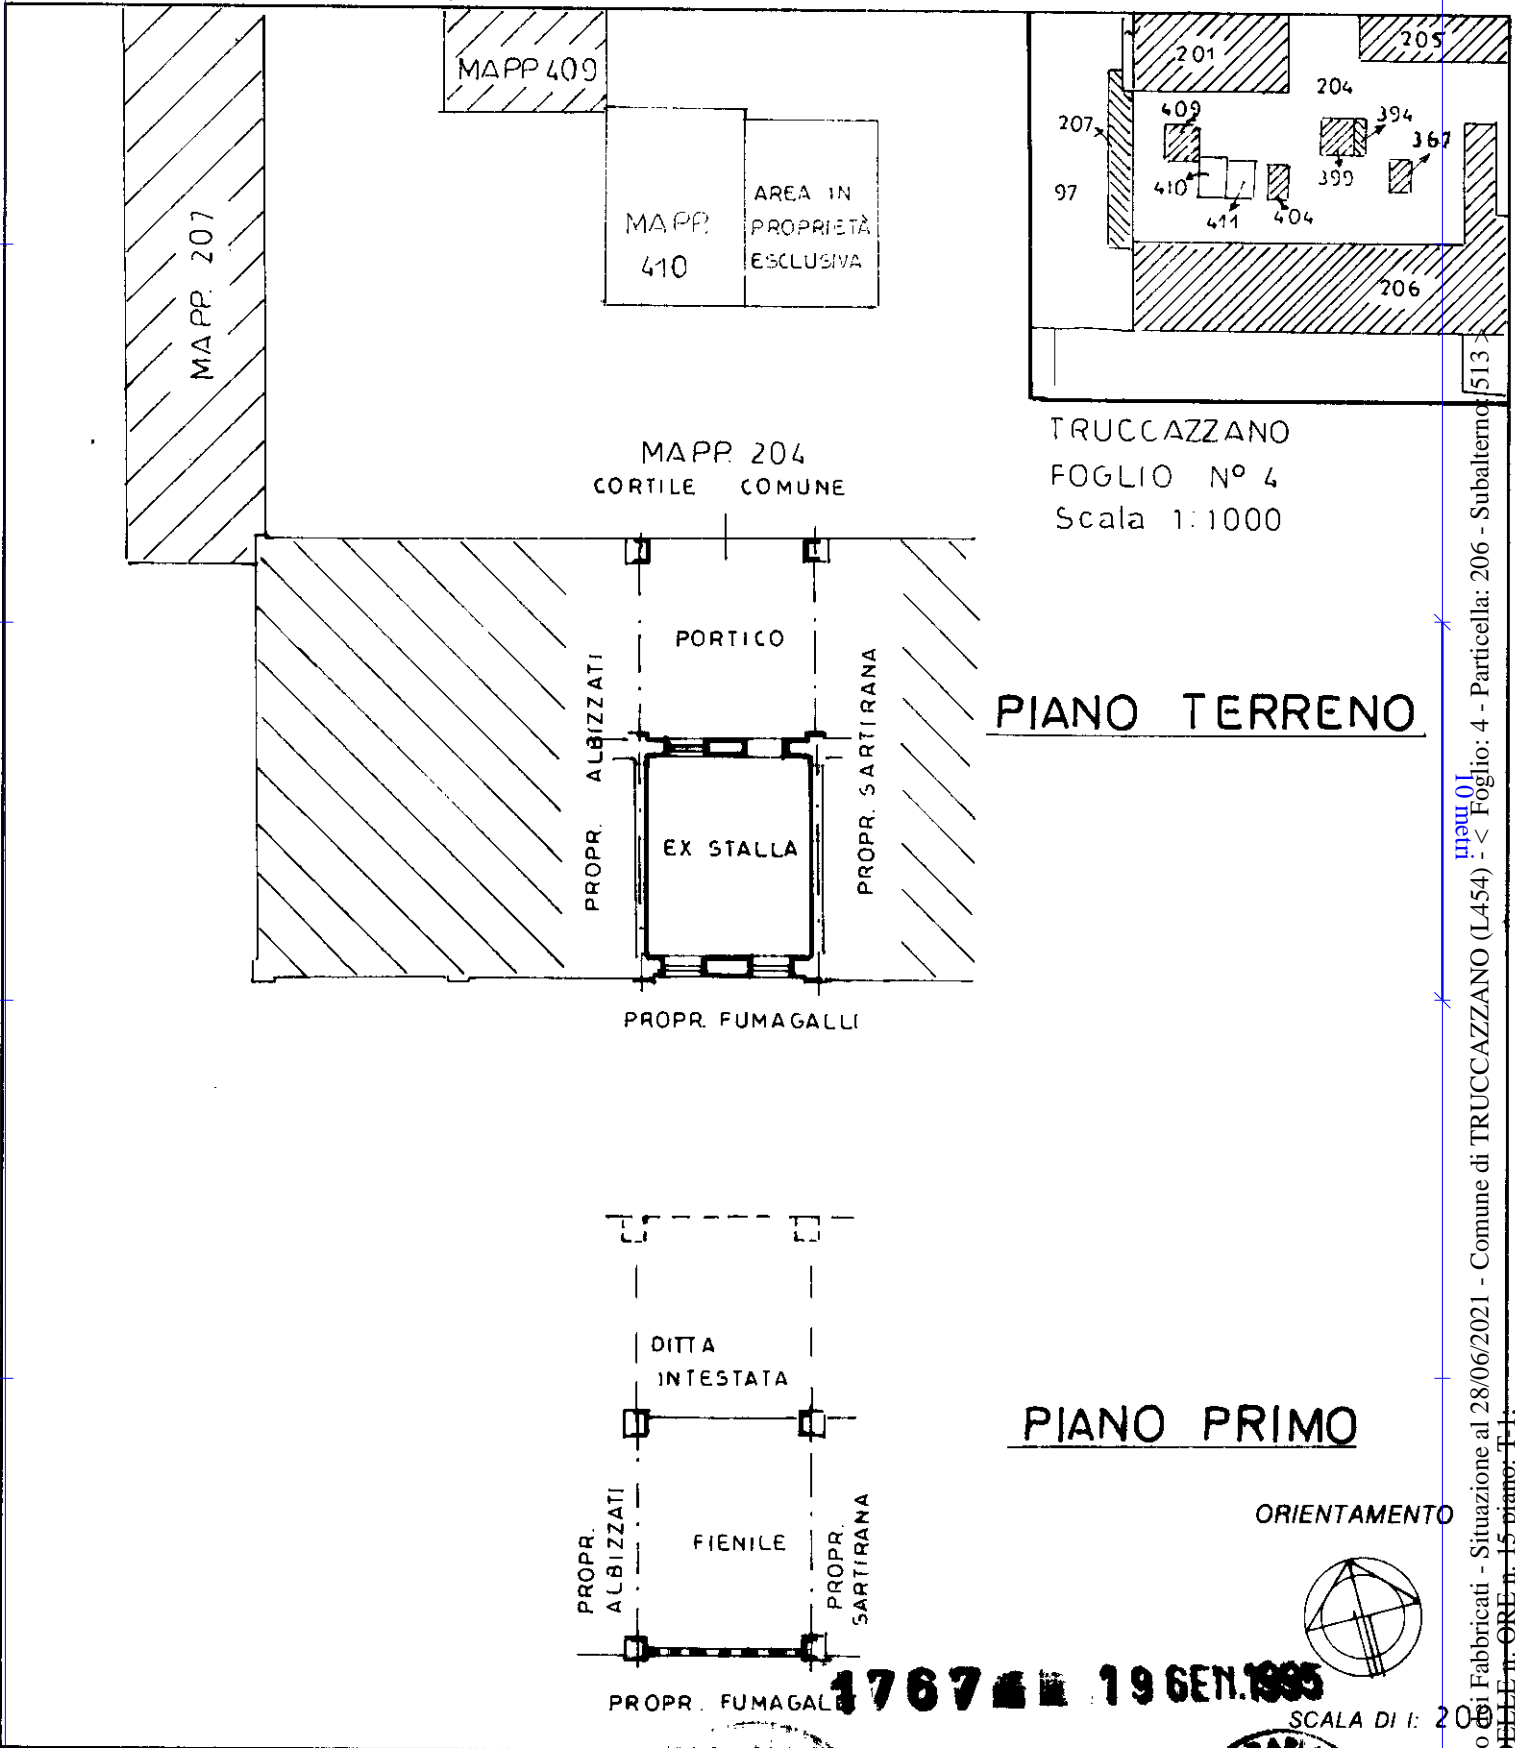 MAPP. 207
MAPP 409
MAPP.
410
AREA IN
PROPRIETÀ
ESCLUSIVA
201
205
204
409
394
367
207
97
410
399
411
404
206
TRUCCAZZANO
FOGLIO Nº 4
Scala 1:1000
MAPP. 204
CORTILE COMUNE
PORTICO
PROPR. ALBIZZATI
PROPR. SARTIRANA
EX STALLA
PROPR. FUMAGALLI
PIANO TERRENO
10 metri
DITTA
INTESTATA
PROPR.
ALBIZZATI
FIENILE
PROPR.
SARTIRANA
PROPR. FUMAGALLI
PIANO PRIMO
ORIENTAMENTO
1767
19 GEN. 1995
SCALA DI I: 200
dei Fabbricati - Situazione al 28/06/2021 - Comune di TRUCCAZZANO (L454) - < Foglio: 4 - Particella: 206 - Subalterno: 513 >
n. 15 piano: T-1;